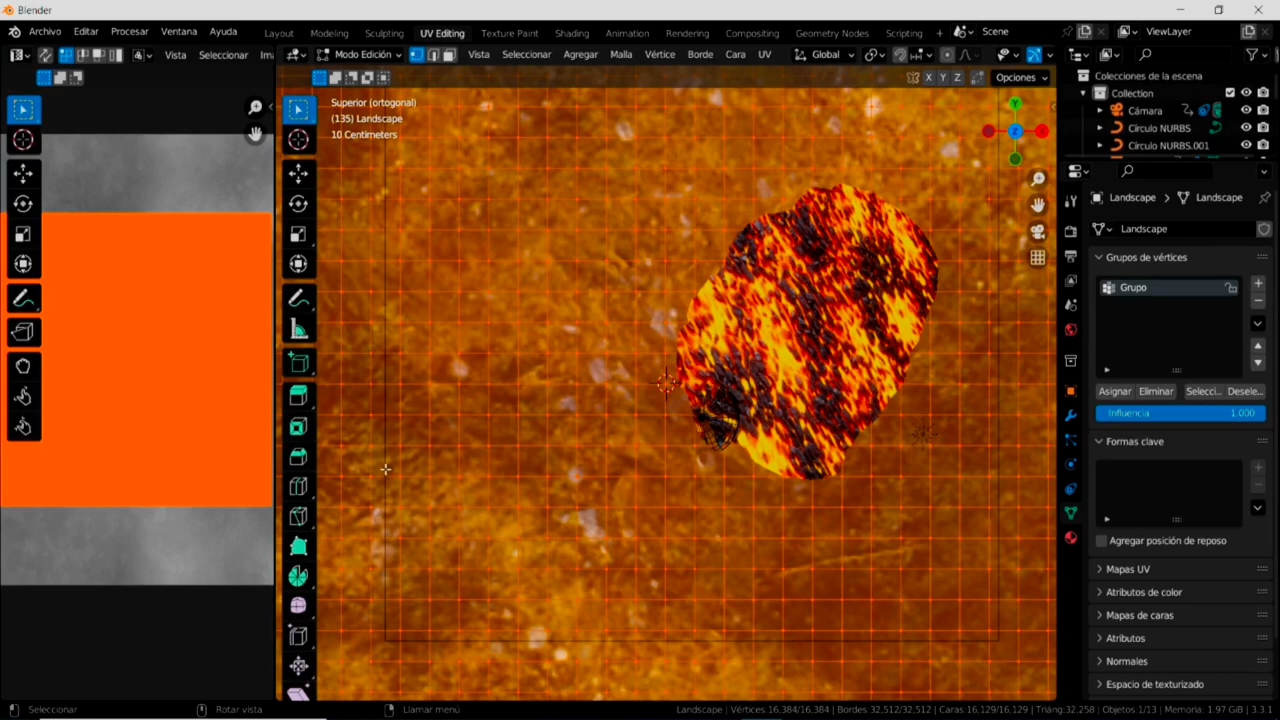 Blender
Archivo Editar Procesar Ventana Ayuda
Layout Modeling Sculpting UV Editing Texture Paint Shading Animation Rendering Compositing Geometry Nodes Scripting + Scene ViewLayer
Vista Seleccionar Im
Modo Edición Vista Seleccionar Agregar Malla Vértice Borde Cara UV Global
X Y Z Opciones
Superior (ortogonal)
(135) Landscape
10 Centimeters
Y
Z
X
Colecciones de la escena
Collection
Cámara
Círculo NURBS
Círculo NURBS.001
Landscape > Landscape
Landscape
Grupos de vértices
Grupo
Asignar Eliminar Selecci... Desele...
Influencia 1.000
Formas clave
Agregar posición de reposo
Mapas UV
Atributos de color
Mapas de caras
Atributos
Normales
Espacio de texturizado
Seleccionar Rotar vista Llamar menú Landscape | Vértices:16,384/16,384 | Bordes:32,512/32,512 | Caras:16,129/16,129 | Triáng:32,258 | Objetos:1/13 | Memoria: 1.97 GiB | 3.3.1